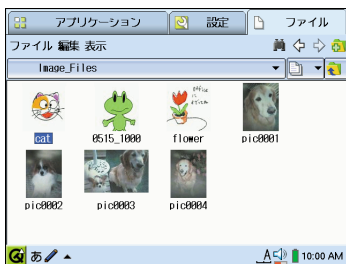 アプリケーション 設定 ファイル
ファイル 編集 表示
Image_Files
cat 0515_1000 flower pic0001
pic0002 pic0003 pic0004
あ A 10:00 AM